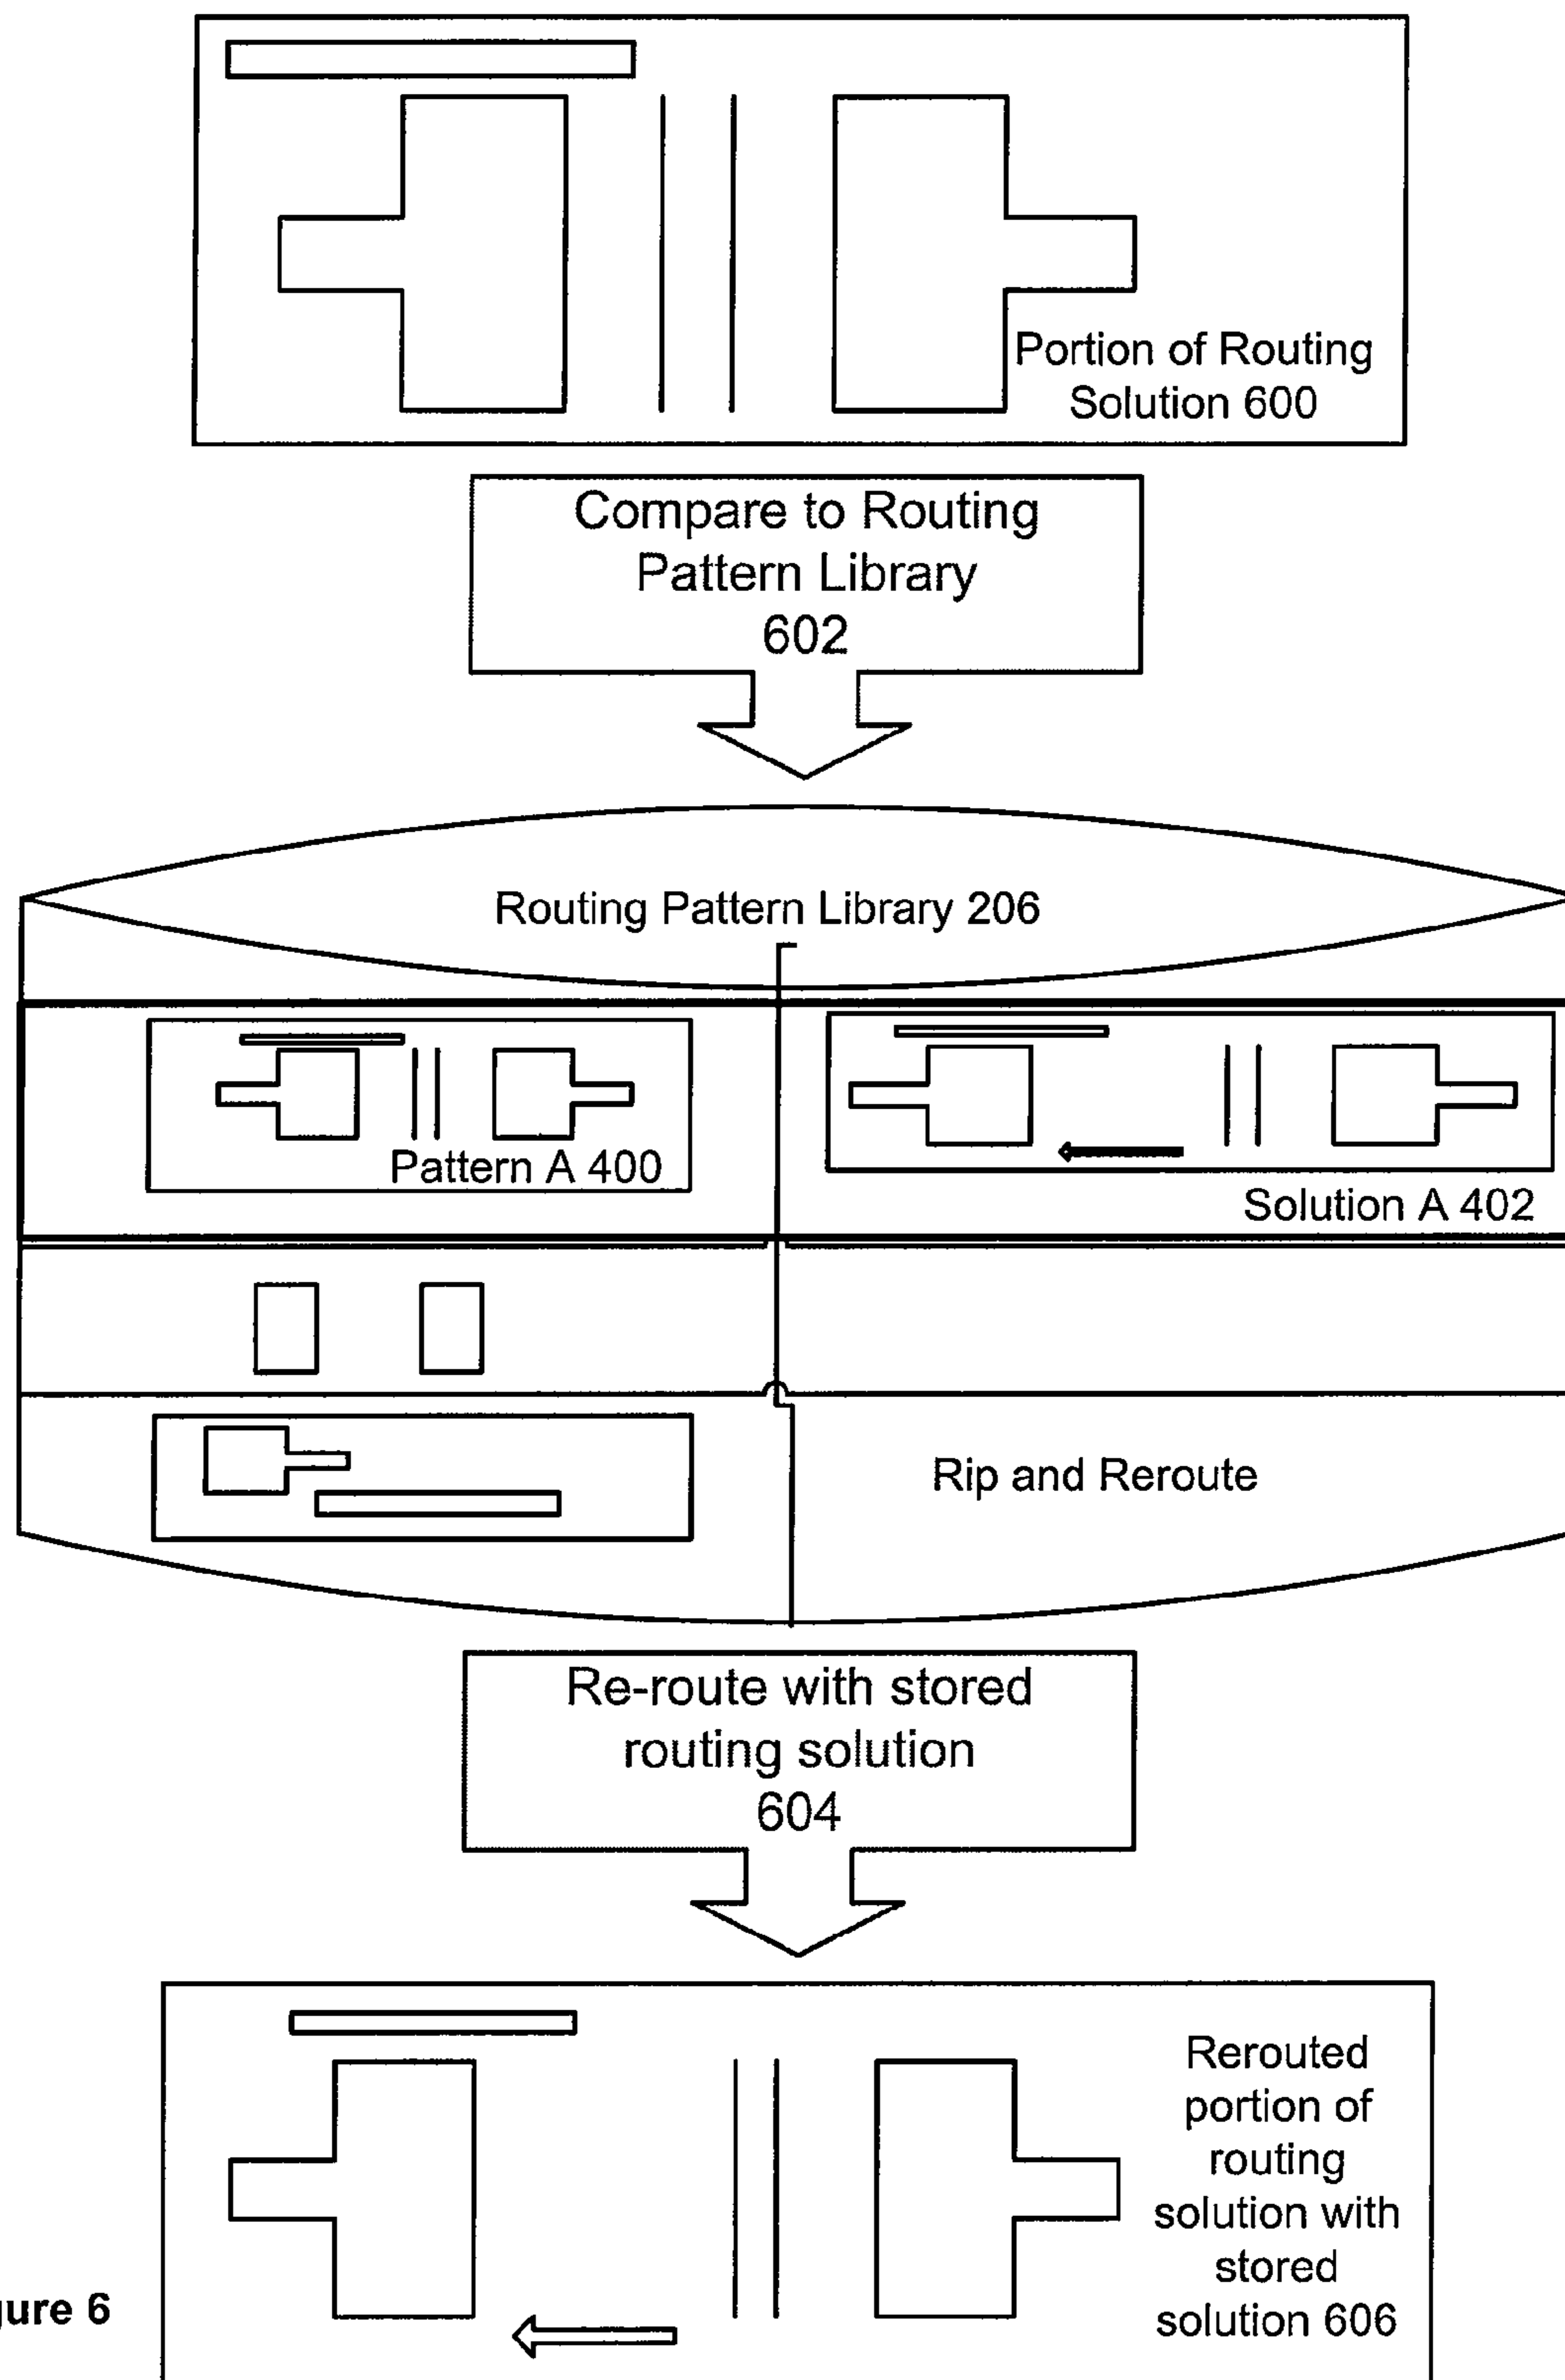 Portion of Routing
Solution 600
Compare to Routing
Pattern Library
602
Routing Pattern Library 206
Pattern A 400
Solution A 402
Rip and Reroute
Re-route with stored
routing solution
604
Rerouted
portion of
routing
solution with
stored
solution 606
gure 6